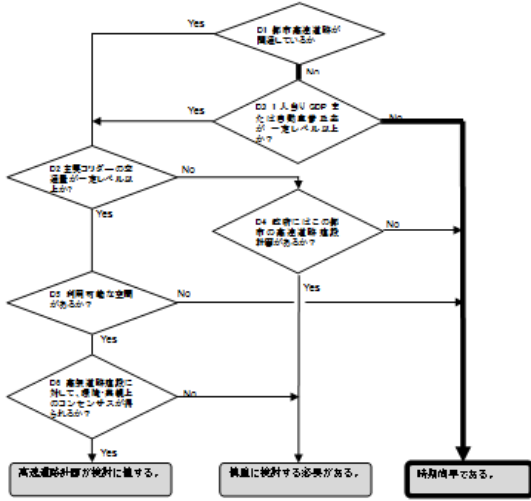 Yes
D1 都市高速道路が
開通しているか
No
Yes
D3 1人当り GDP ま
たは自動車普及率
が 一定レベル以上
か?
No
D2 主要コリダーの交
通量が一定レベル以
上か?
No
Yes
D4 政府にはこの都
市の高速道路建設
計画があるか?
No
Yes
D5 利用可能な空間
があるか?
No
Yes
D6 高架道路建設に
対して、環境・景観上
のコンセンサスが得
られるか?
No
Yes
高速道路計画が検討に値する。
慎重に検討する必要がある。
時期尚早である。